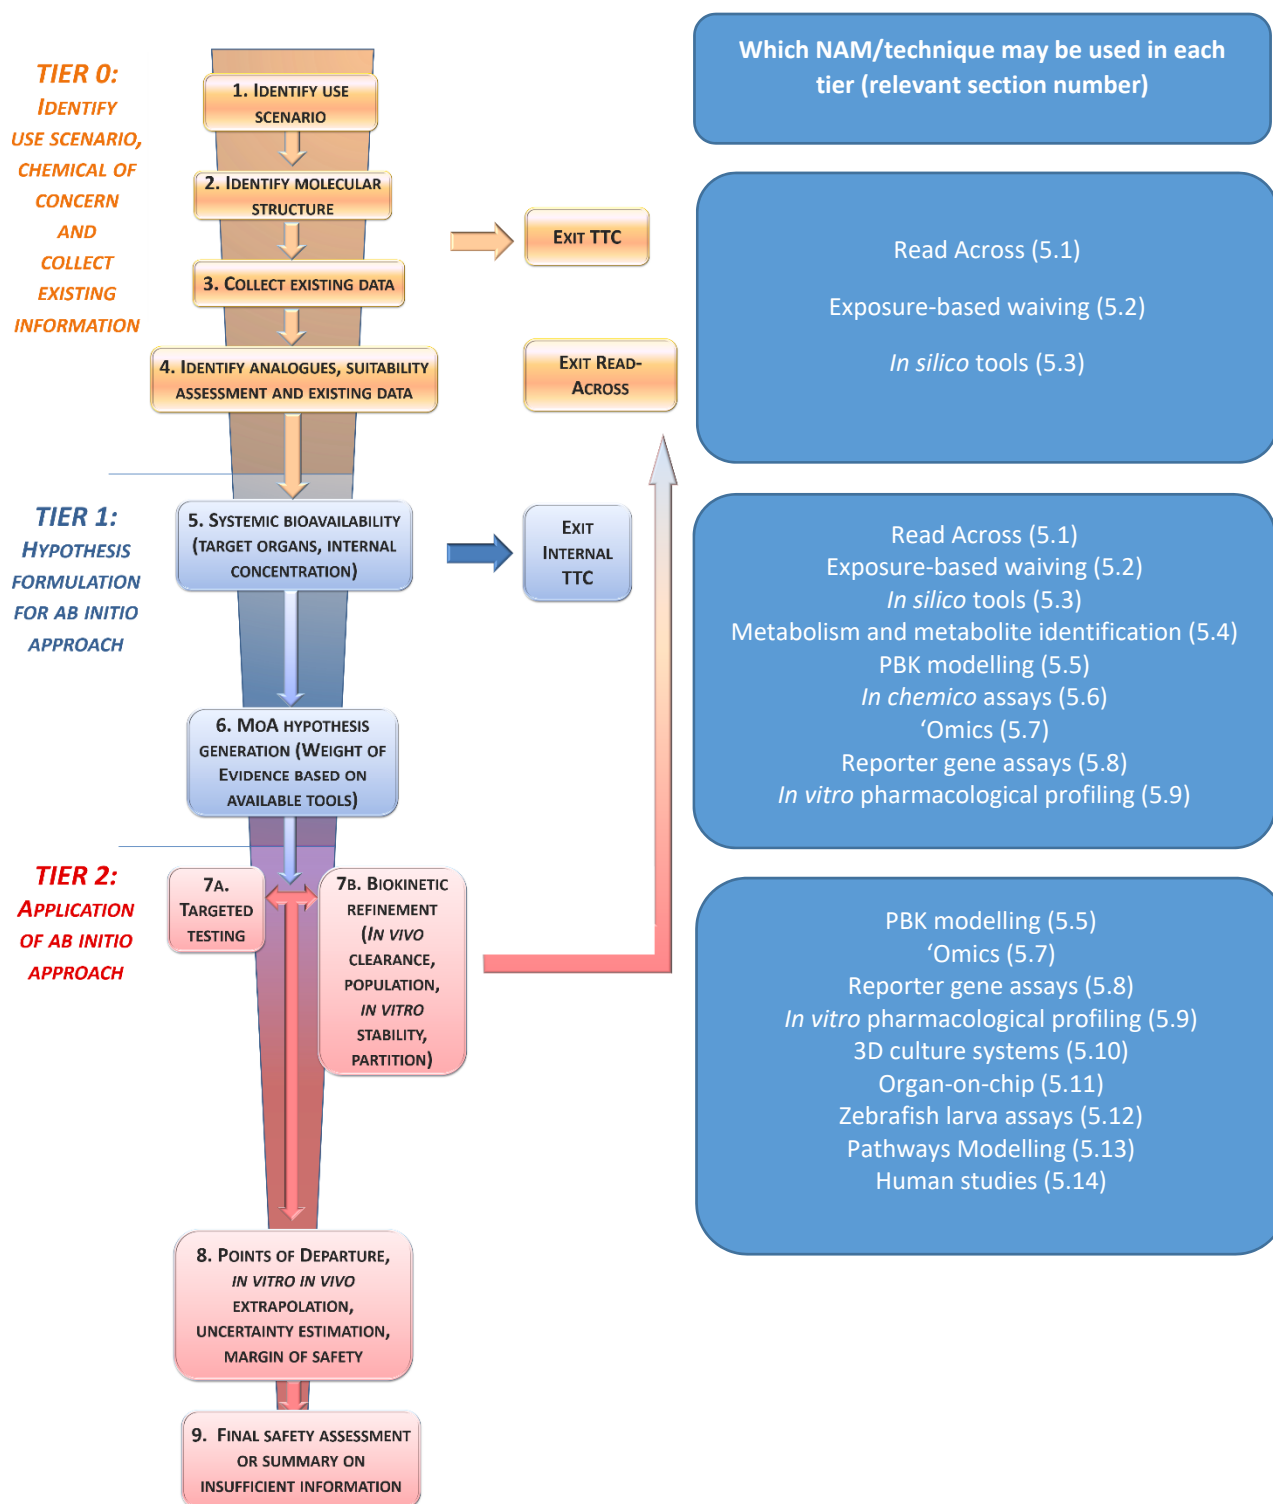 TIER 0:
IDENTIFY
USE SCENARIO,
CHEMICAL OF
CONCERN
AND
COLLECT
EXISTING
INFORMATION
1. IDENTIFY USE
SCENARIO
2. IDENTIFY MOLECULAR
STRUCTURE
3. COLLECT EXISTING DATA
4. IDENTIFY ANALOGUES, SUITABILITY
ASSESSMENT AND EXISTING DATA
EXIT TTC
EXIT READ-
ACROSS
Which NAM/technique may be used in each
tier (relevant section number)
Read Across (5.1)
Exposure-based waiving (5.2)
In silico tools (5.3)
TIER 1:
HYPOTHESIS
FORMULATION
FOR AB INITIO
APPROACH
5. SYSTEMIC BIOAVAILABILITY
(TARGET ORGANS, INTERNAL
CONCENTRATION)
EXIT
INTERNAL
TTC
6. MOA HYPOTHESIS
GENERATION (WEIGHT OF
EVIDENCE BASED ON
AVAILABLE TOOLS)
Read Across (5.1)
Exposure-based waiving (5.2)
In silico tools (5.3)
Metabolism and metabolite identification (5.4)
PBK modelling (5.5)
In chemico assays (5.6)
‘Omics (5.7)
Reporter gene assays (5.8)
In vitro pharmacological profiling (5.9)
TIER 2:
APPLICATION
OF AB INITIO
APPROACH
7A.
TARGETED
TESTING
7B. BIOKINETIC
REFINEMENT
(IN VIVO
CLEARANCE,
POPULATION,
IN VITRO
STABILITY,
PARTITION)
PBK modelling (5.5)
‘Omics (5.7)
Reporter gene assays (5.8)
In vitro pharmacological profiling (5.9)
3D culture systems (5.10)
Organ-on-chip (5.11)
Zebrafish larva assays (5.12)
Pathways Modelling (5.13)
Human studies (5.14)
8. POINTS OF DEPARTURE,
IN VITRO IN VIVO
EXTRAPOLATION,
UNCERTAINTY ESTIMATION,
MARGIN OF SAFETY
9. FINAL SAFETY ASSESSMENT
OR SUMMARY ON
INSUFFICIENT INFORMATION